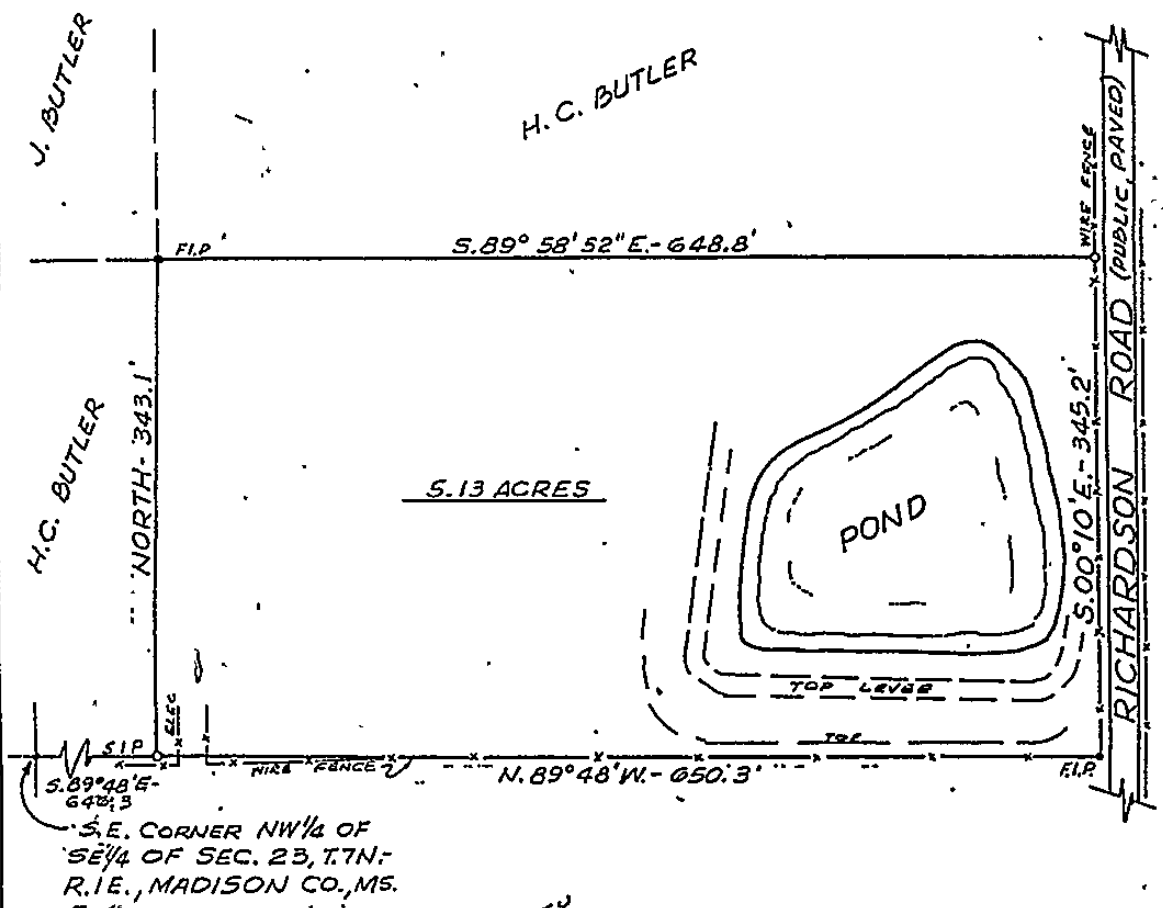 J. BUTLER
H.C. BUTLER
WIRE FENCE
RICHARDSON ROAD (PUBLIC, PAVED)
F.I.P
S.89° 58' 52" E.- 648.8'
NORTH- 343.1'
H.C. BUTLER
5.13 ACRES
POND
S.00°10'E.- 345.2'
TOP LEVEE
TOP
ELEC
S.I.P
WIRE FENCE
N.89°48'W.- 650.3'
F.I.P.
S.89°48'E-
S.E. CORNER NW1/4 OF
SE1/4 OF SEC. 23, T.7N.-
R.1E., MADISON CO., MS.